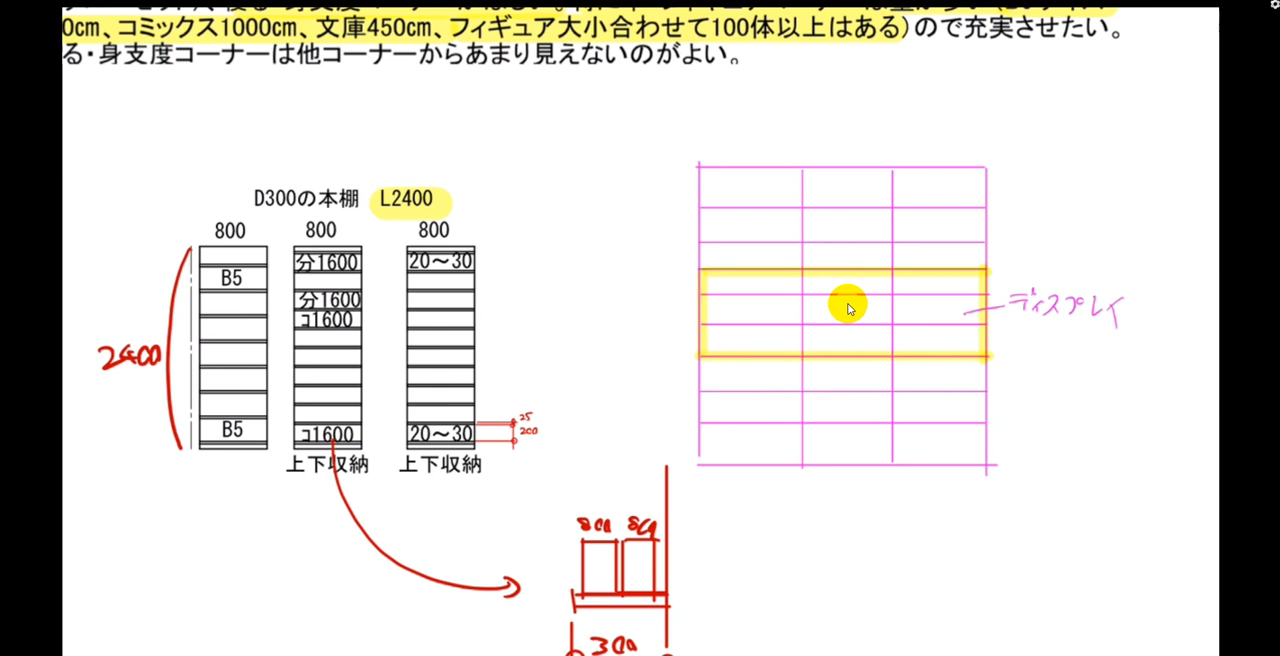 0cm、コミックス1000cm、文庫450cm、フィギュア大小合わせて100体以上はある)ので充実させたい。
る・身支度コーナーは他コーナーからあまり見えないのがよい。
D300の本棚 L2400
800 800 800
分1600 20～30
B5
分1600
コ1600
ディスプレイ
2400
25
200
B5 コ1600 20～30
上下収納 上下収納
800 800
300